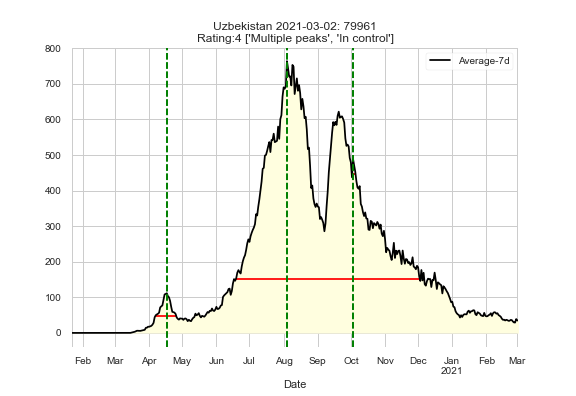 Uzbekistan 2021-03-02: 79961
Rating:4 ['Multiple peaks', 'In control']
Average-7d
800
700
600
500
400
300
200
100
0
Feb Mar Apr May Jun Jul Aug Sep Oct Nov Dec Jan Feb Mar
2021
Date